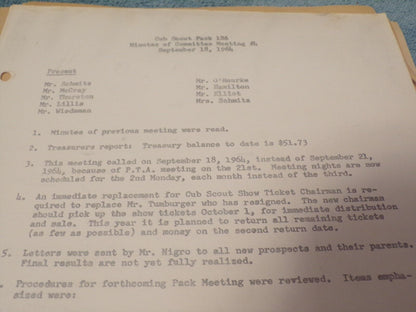 Cub Scout Pack 186
Minutes of Committee Meeting #4
September 18, 1964
Present
Mr. Schmitz
Mr. McCray
Mr. Thurston
Mr. Lillis
Mr. Wiedeman
Mr. O'Rourke
Mr. Hamilton
Mr. Kliet
Mrs. Schmitz
1. Minutes of previous meeting were read.
2. Treasurers report: Treasury balance to date is $51.73
3. This meeting called on September 18, 1964, instead of September 21,
1964, because of P.T.A. meeting on the 21st. Meeting nights are now
scheduled for the 2nd Monday, each month instead of the third.
4. An immediate replacement for Cub Scout Show Ticket Chairman is re-
quired to replace Mr. Tumburger who has resigned. The new chairman
should pick up the show tickets October 1, for immediate distribution
and sale. This year it is planned to return all remaining tickets
(as few as possible) and money on the second return date.
5. Letters were sent by Mr. Nigro to all new prospects and their parents.
Final results are not yet fully realized.
. Procedures for forthcoming Pack Meeting were reviewed. Items empha-
sized were: